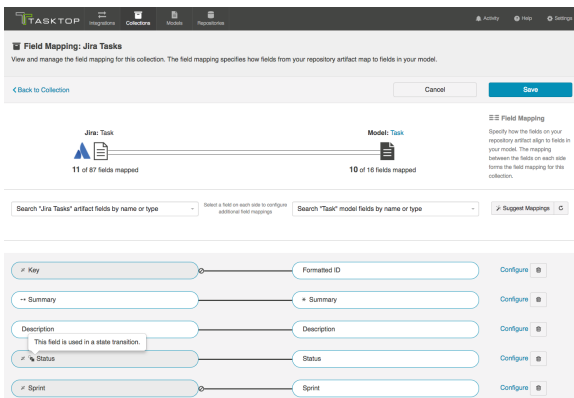 TASKTOP
Integrations
Collections
Models
Repositories
Activity
Help
Settings
Field Mapping: Jira Tasks
View and manage the field mapping for this collection. The field mapping specifies how fields from your repository artifact map to fields in your model.
Back to Collection
Cancel
Save
Jira: Task
Model: Task
11 of 87 fields mapped
10 of 16 fields mapped
Field Mapping
Specify how the fields on your
repository artifact align to fields in
your model. The mapping
between the fields on each side
forms the field mapping for this
collection.
Search "Jira Tasks" artifact fields by name or type
Select a field on each side to configure
additional field mappings
Search "Task" model fields by name or type
Suggest Mappings
Key
Formatted ID
Configure
Summary
* Summary
Configure
Description
Description
Configure
This field is used in a state transition.
Status
Status
Configure
Sprint
Sprint
Configure